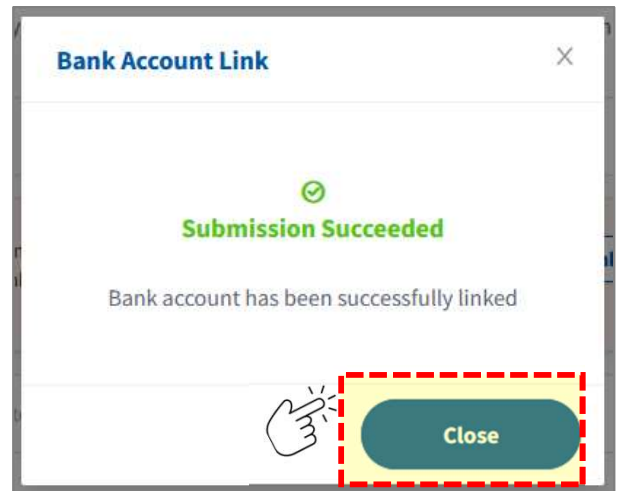 Bank Account Link
Submission Succeeded
Bank account has been successfully linked
Close